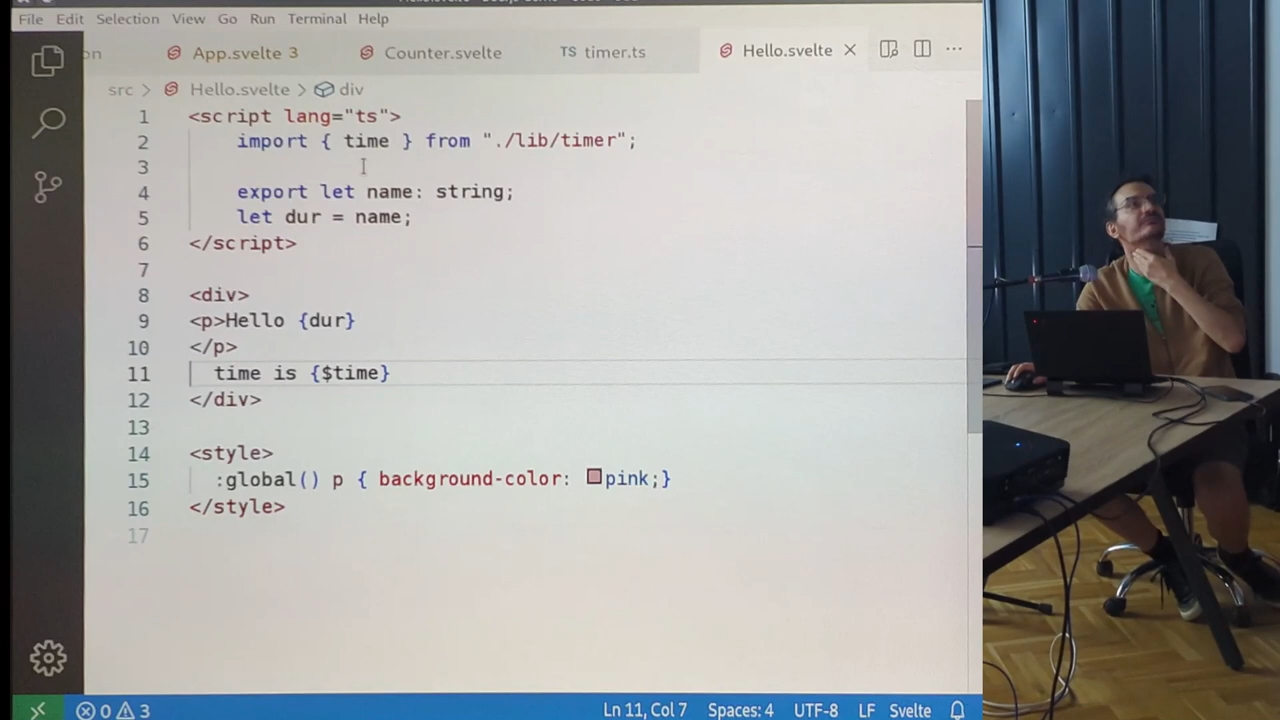 File Edit Selection View Go Run Terminal Help
on App.svelte 3 Counter.svelte TS timer.ts Hello.svelte
src > Hello.svelte > div
1 <script lang="ts">
2 import { time } from "./lib/timer";
3
4 export let name: string;
5 let dur = name;
6 </script>
7
8 <div>
9 <p>Hello {dur}
10 </p>
11 time is {$time}
12 </div>
13
14 <style>
15 :global() p { background-color: pink;}
16 </style>
17
0 3 Ln 11, Col 7 Spaces: 4 UTF-8 LF Svelte